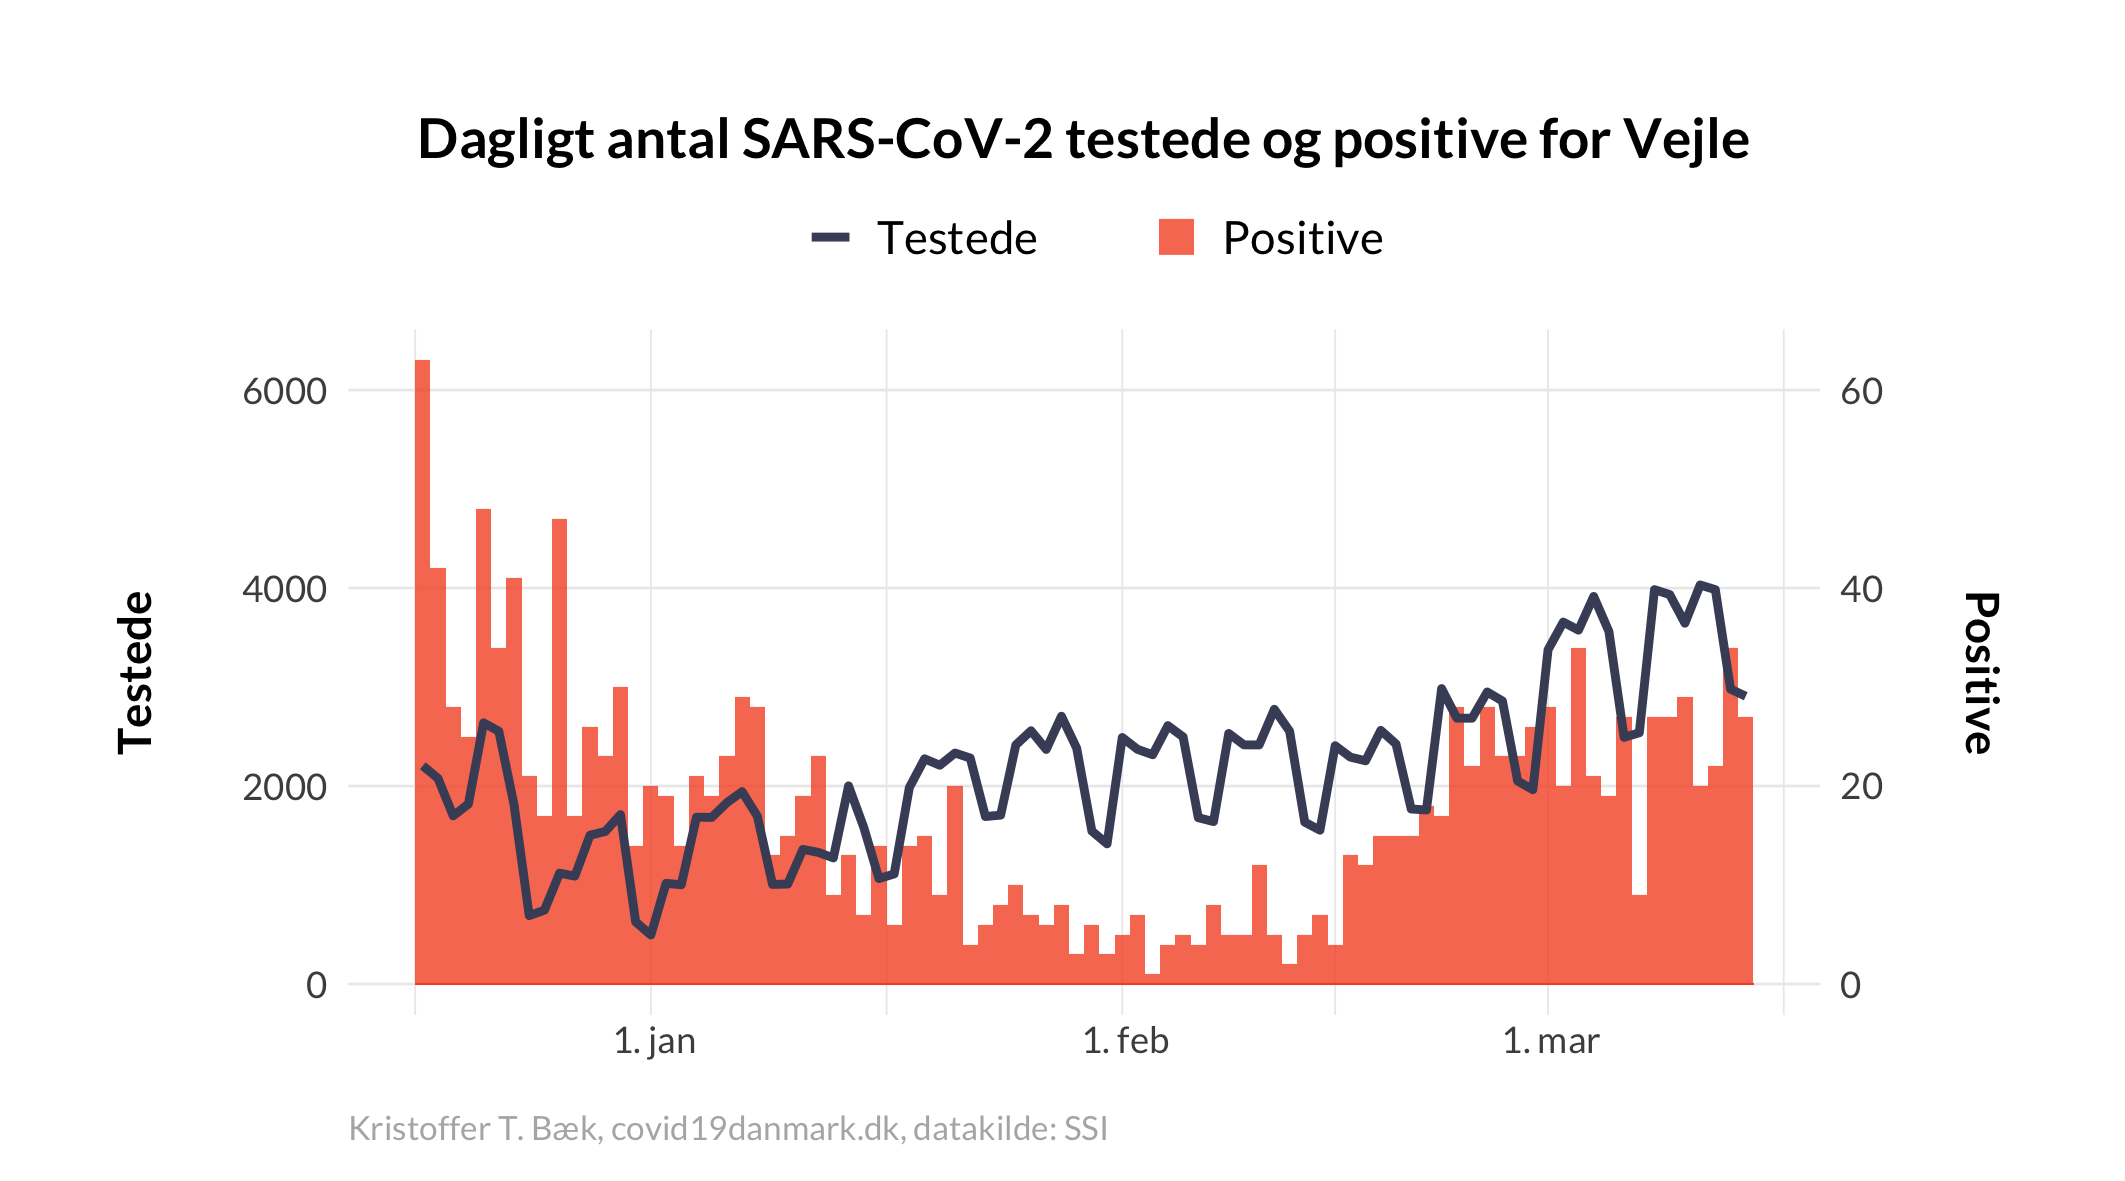 Dagligt antal SARS-CoV-2 testede og positive for Vejle
Testede
Positive
6000
60
4000
40
2000
20
0
0
Testede
Positive
1. jan
1. feb
1. mar
Kristoffer T. Bæk, covid19danmark.dk, datakilde: SSI